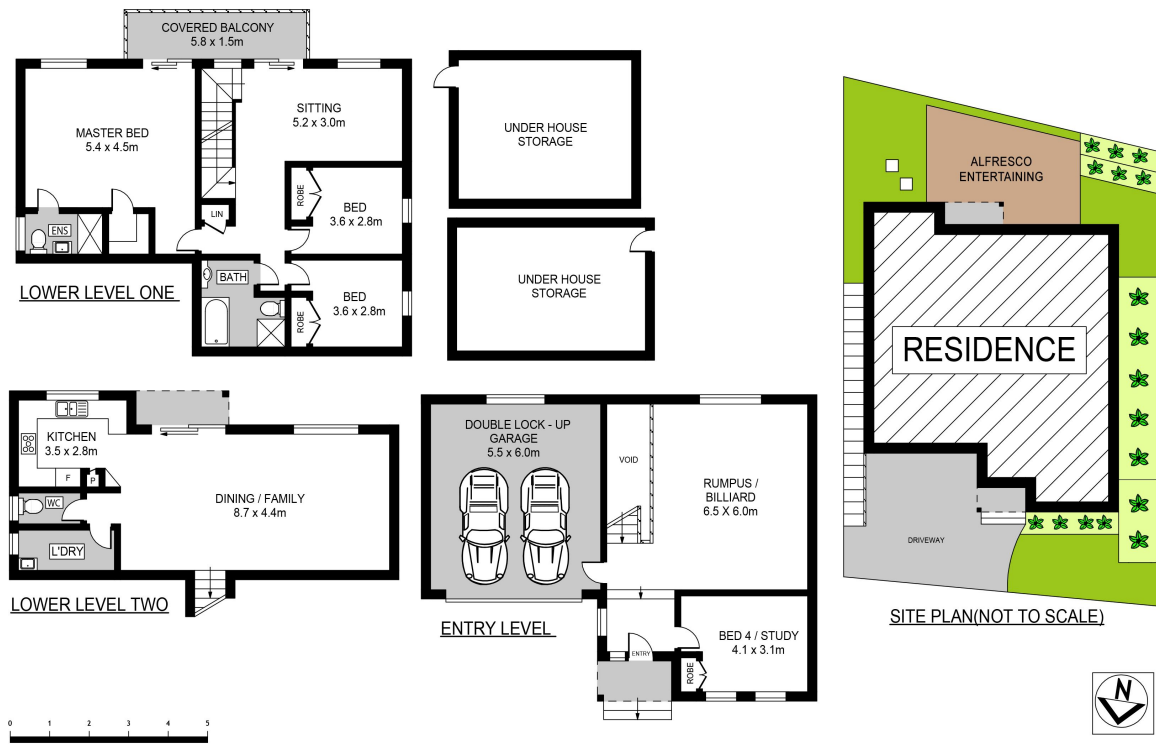 COVERED BALCONY
5.8 x 1.5m
MASTER BED
5.4 x 4.5m
SITTING
5.2 x 3.0m
ROBE
BED
3.6 x 2.8m
LIN
ENS
BATH
BED
3.6 x 2.8m
ROBE
LOWER LEVEL ONE
UNDER HOUSE
STORAGE
UNDER HOUSE
STORAGE
KITCHEN
3.5 x 2.8m
F
P
WC
L'DRY
DINING / FAMILY
8.7 x 4.4m
LOWER LEVEL TWO
DOUBLE LOCK - UP
GARAGE
5.5 x 6.0m
VOID
RUMPUS /
BILLIARD
6.5 X 6.0m
BED 4 / STUDY
4.1 x 3.1m
ENTRY
ROBE
ENTRY LEVEL
ALFRESCO
ENTERTAINING
RESIDENCE
DRIVEWAY
SITE PLAN(NOT TO SCALE)
N
0 1 2 3 4 5